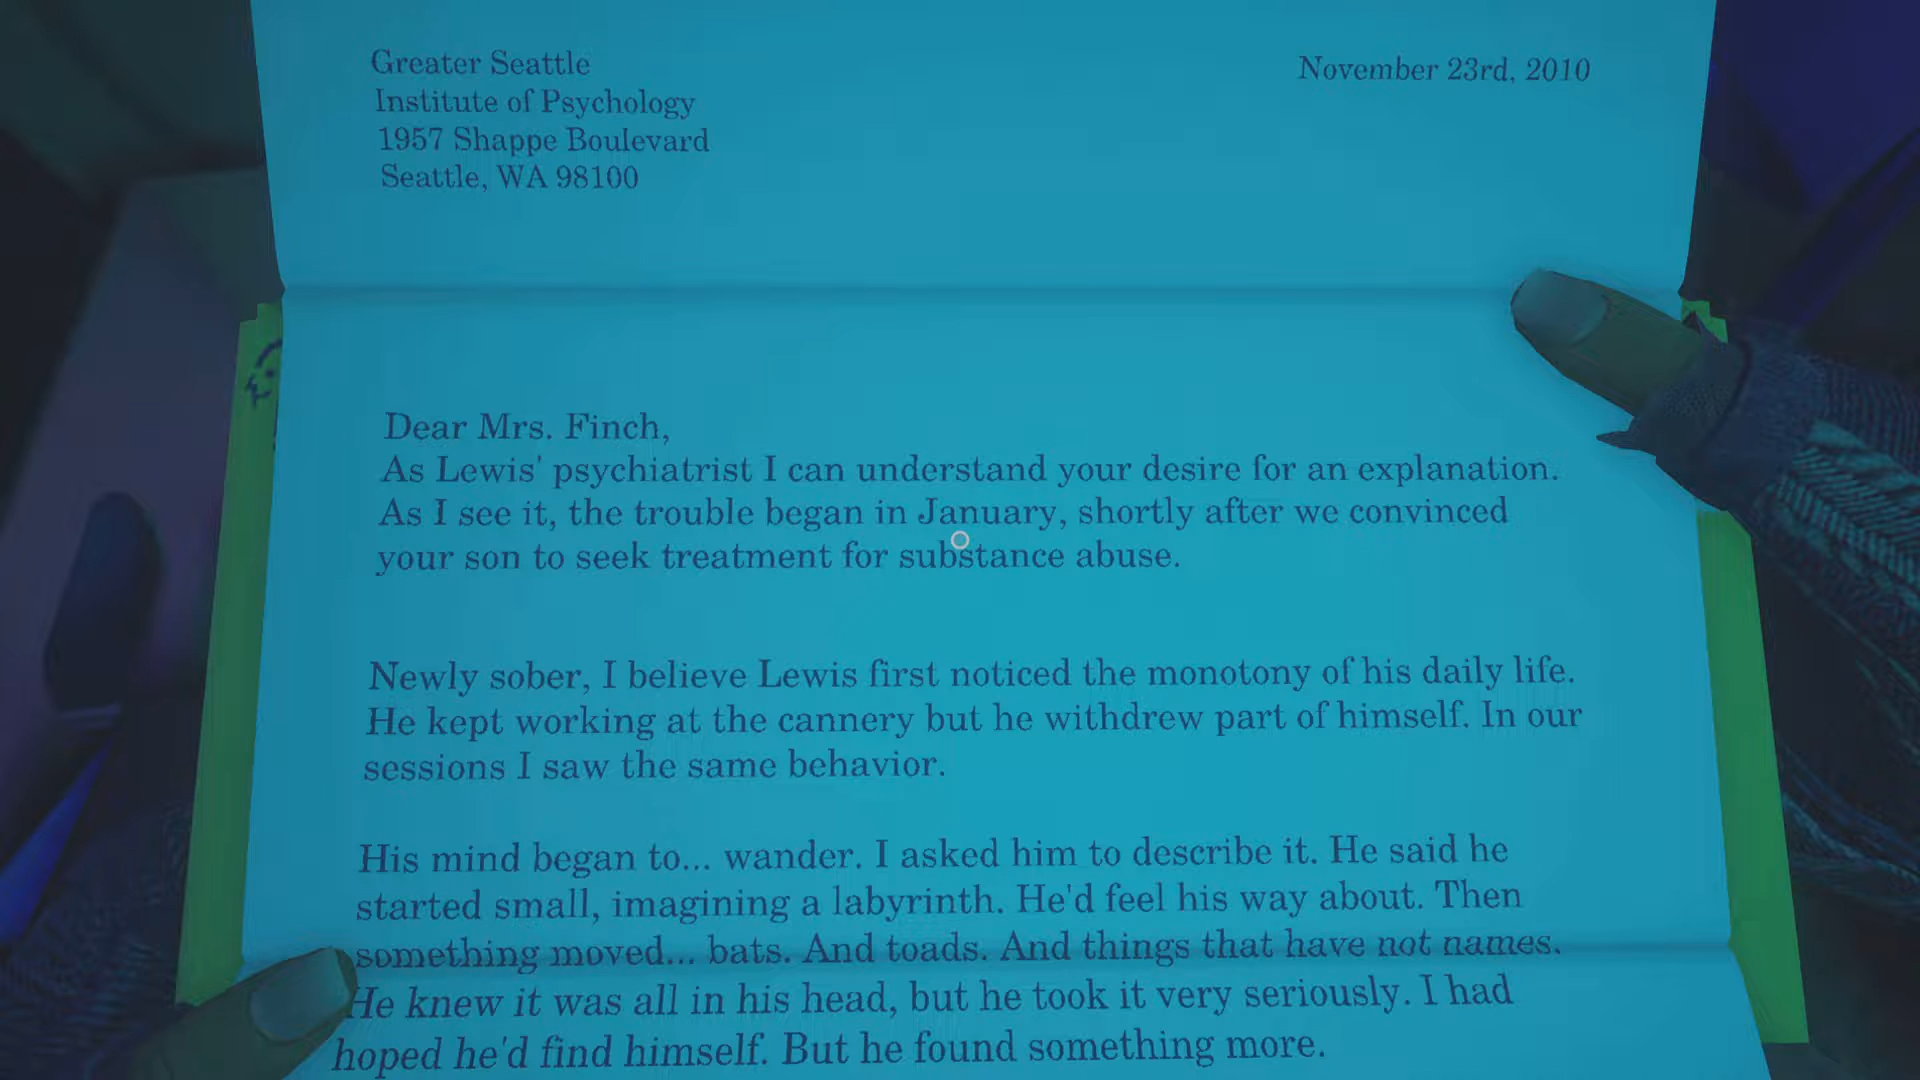 Greater Seattle
Institute of Psychology
1957 Shappe Boulevard
Seattle, WA 98100
November 23rd, 2010
Dear Mrs. Finch,
As Lewis' psychiatrist I can understand your desire for an explanation.
As I see it, the trouble began in January, shortly after we convinced
your son to seek treatment for substance abuse.
Newly sober, I believe Lewis first noticed the monotony of his daily life.
He kept working at the cannery but he withdrew part of himself. In our
sessions I saw the same behavior.
His mind began to... wander. I asked him to describe it. He said he
started small, imagining a labyrinth. He'd feel his way about. Then
something moved... bats. And toads. And things that have not names.
He knew it was all in his head, but he took it very seriously. I had
hoped he'd find himself. But he found something more.